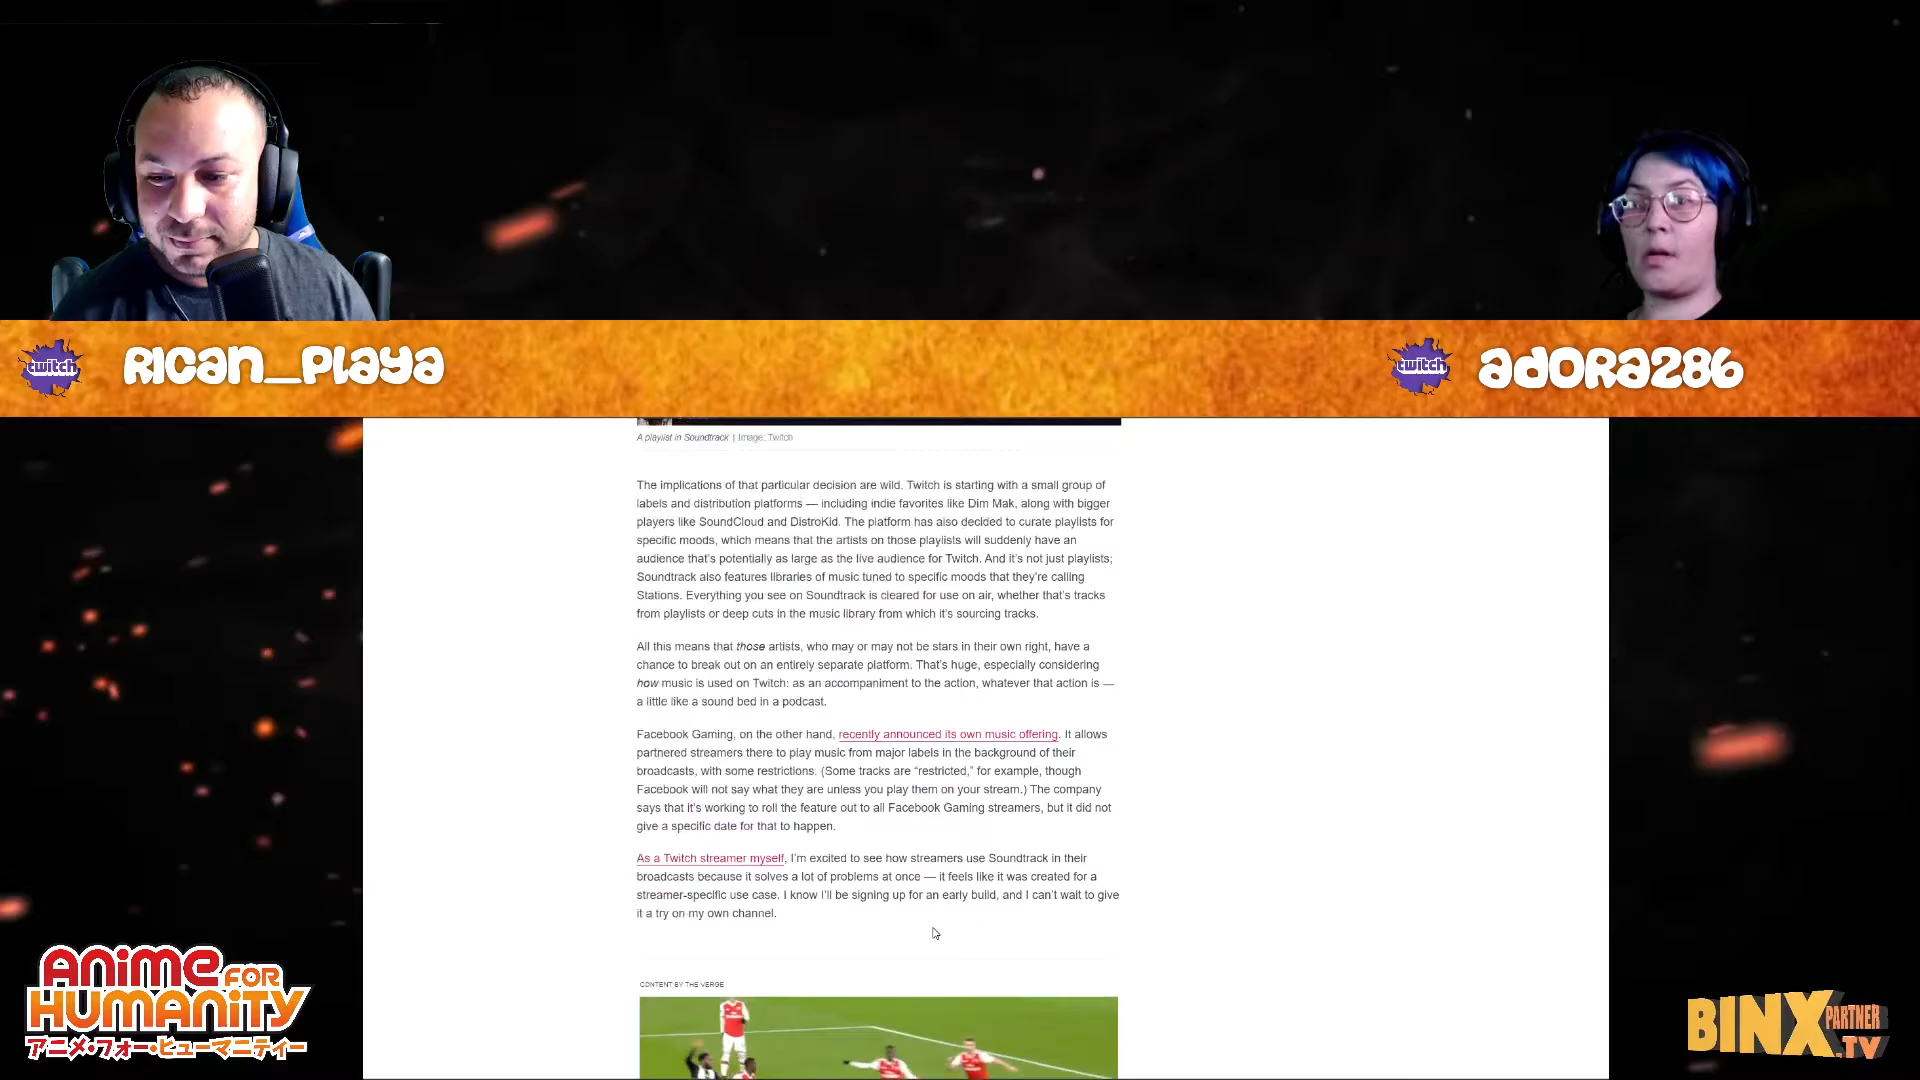 twitch
Rican_Playa
twitch
adora286
A playlist in Soundtrack | Image: Twitch
The implications of that particular decision are wild. Twitch is starting with a small group of
labels and distribution platforms — including indie favorites like Dim Mak, along with bigger
players like SoundCloud and DistroKid. The platform has also decided to curate playlists for
specific moods, which means that the artists on those playlists will suddenly have an
audience that's potentially as large as the live audience for Twitch. And it's not just playlists;
Soundtrack also features libraries of music tuned to specific moods that they're calling
Stations. Everything you see on Soundtrack is cleared for use on air, whether that's tracks
from playlists or deep cuts in the music library from which it's sourcing tracks.
All this means that those artists, who may or may not be stars in their own right, have a
chance to break out on an entirely separate platform. That's huge, especially considering
how music is used on Twitch: as an accompaniment to the action, whatever that action is —
a little like a sound bed in a podcast.
Facebook Gaming, on the other hand, recently announced its own music offering. It allows
partnered streamers there to play music from major labels in the background of their
broadcasts, with some restrictions. (Some tracks are “restricted,” for example, though
Facebook will not say what they are unless you play them on your stream.) The company
says that it's working to roll the feature out to all Facebook Gaming streamers, but it did not
give a specific date for that to happen.
As a Twitch streamer myself, I'm excited to see how streamers use Soundtrack in their
broadcasts because it solves a lot of problems at once — it feels like it was created for a
streamer-specific use case. I know I'll be signing up for an early build, and I can't wait to give
it a try on my own channel.
CONTENT BY THE VERGE
Anime FOR
Humanity
アニメ・フォー・ヒューマニティー
BINX PARTNER
.TV